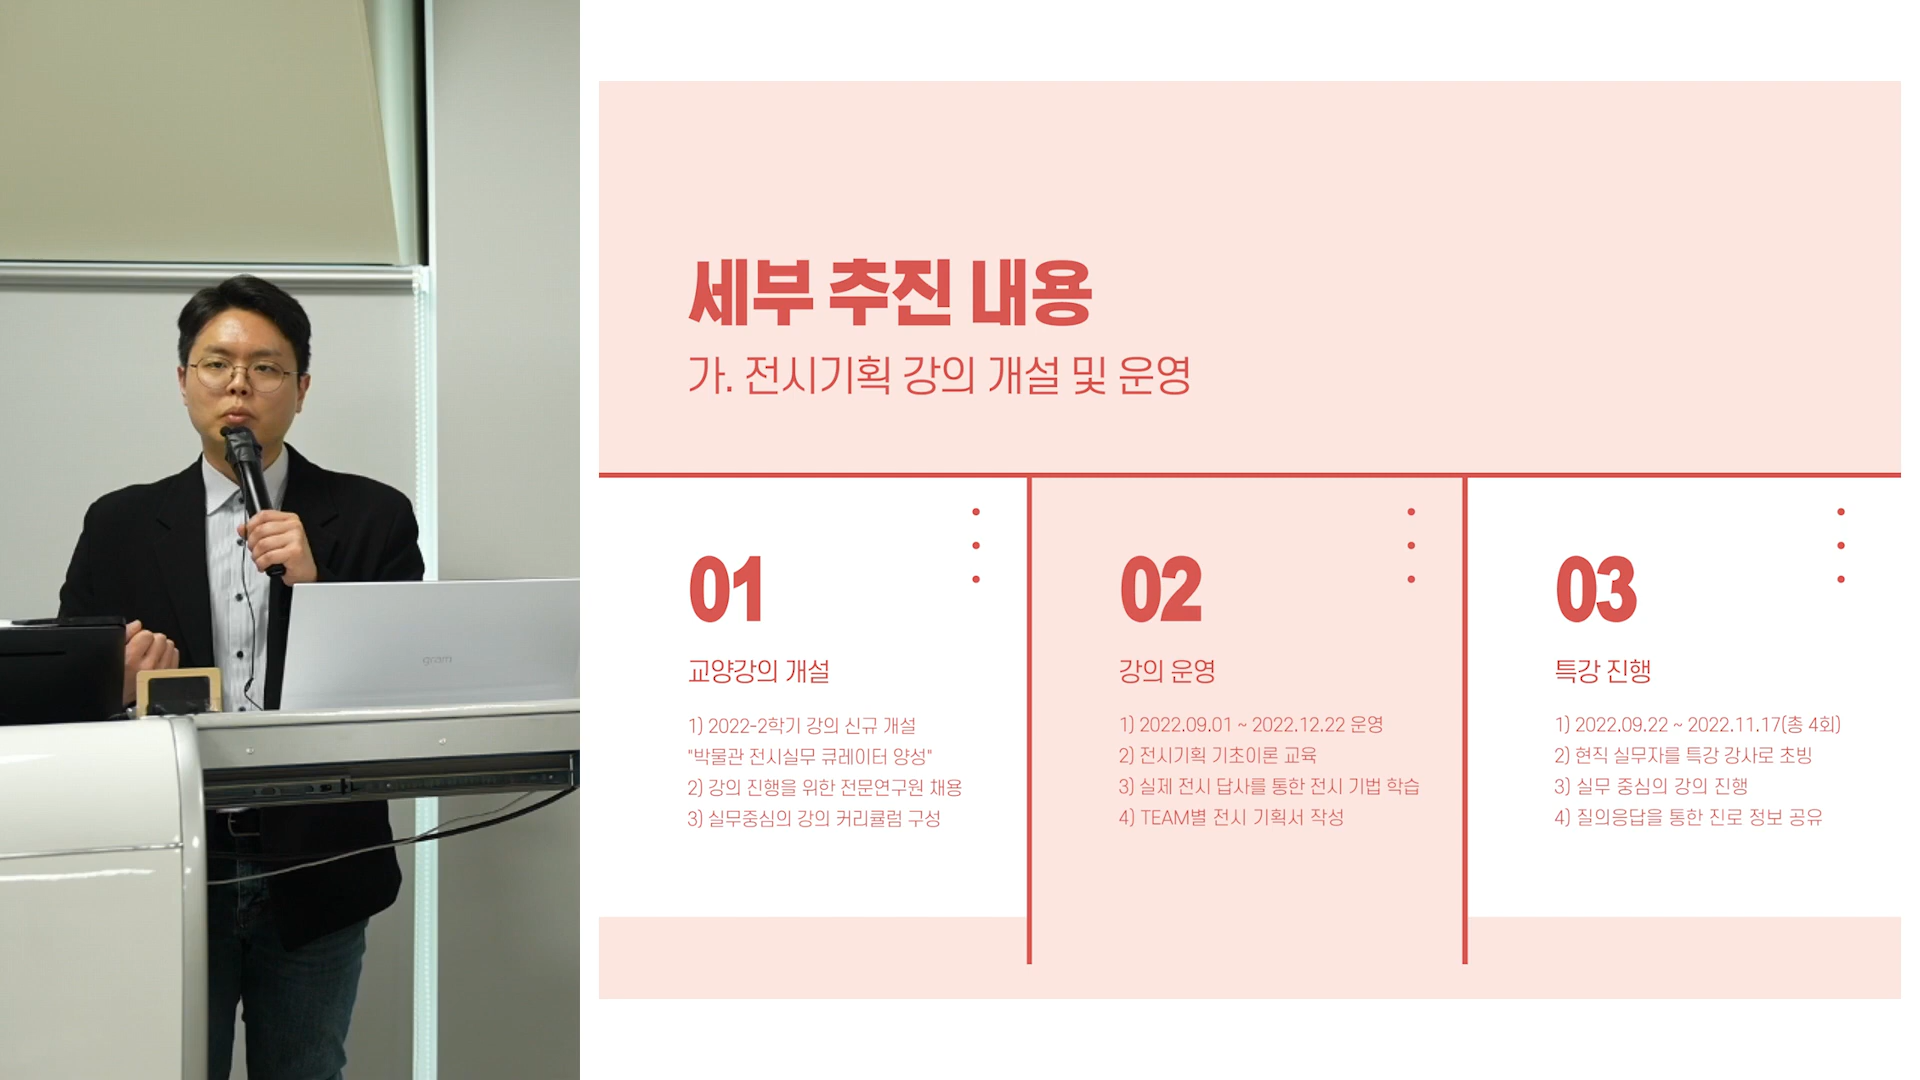 세부 추진 내용
가. 전시기획 강의 개설 및 운영
01
교양강의 개설
1) 2022-2학기 강의 신규 개설
"박물관 전시실무 큐레이터 양성"
2) 강의 진행을 위한 전문연구원 채용
3) 실무중심의 강의 커리큘럼 구성
02
강의 운영
1) 2022.09.01 ~ 2022.12.22 운영
2) 전시기획 기초이론 교육
3) 실제 전시 답사를 통한 전시 기법 학습
4) TEAM별 전시 기획서 작성
03
특강 진행
1) 2022.09.22 ~ 2022.11.17(총 4회)
2) 현직 실무자를 특강 강사로 초빙
3) 실무 중심의 강의 진행
4) 질의응답을 통한 진로 정보 공유
gram